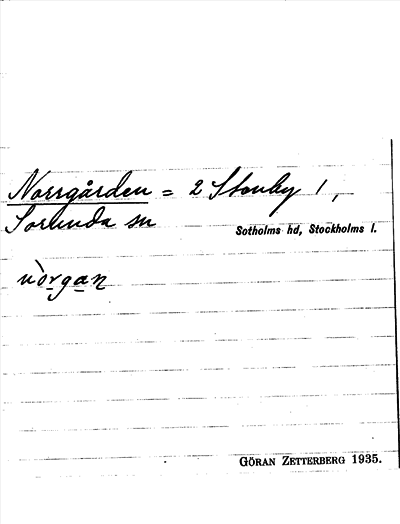 Norrgården = 2 Stenby 1,
Sorunda sn
Sotholms hd, Stockholms l.
nòrgan
GÖRAN ZETTERBERG 1935.